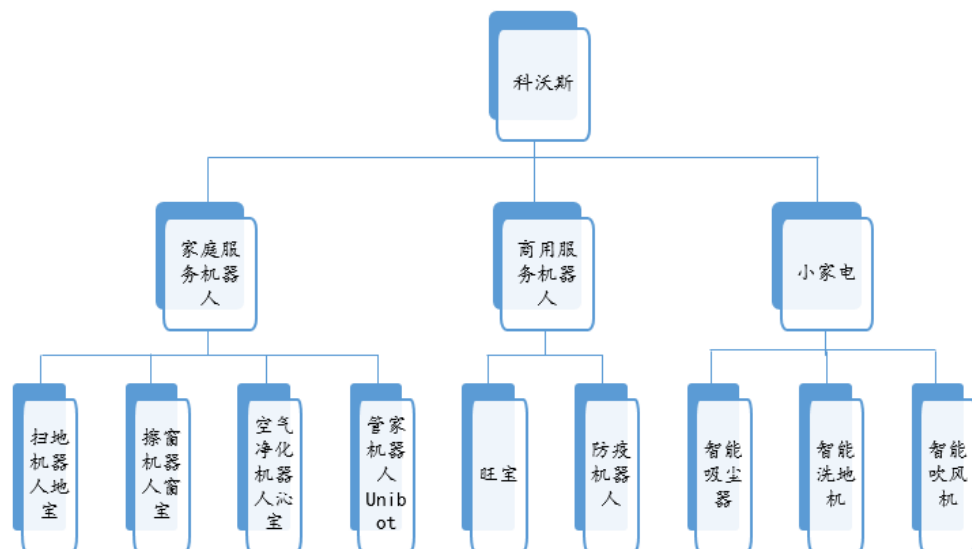 科沃斯
家庭服
务机器
人
商用服
务机器人
小家电
扫地
机器
人地
宝
擦窗
机器
人窗
宝
空气
净化
机器
人沁
宝
管家
机器
人
Unib
ot
旺宝
防疫
机器人
智能
吸尘
器
智能
洗地
机
智能
吹风
机